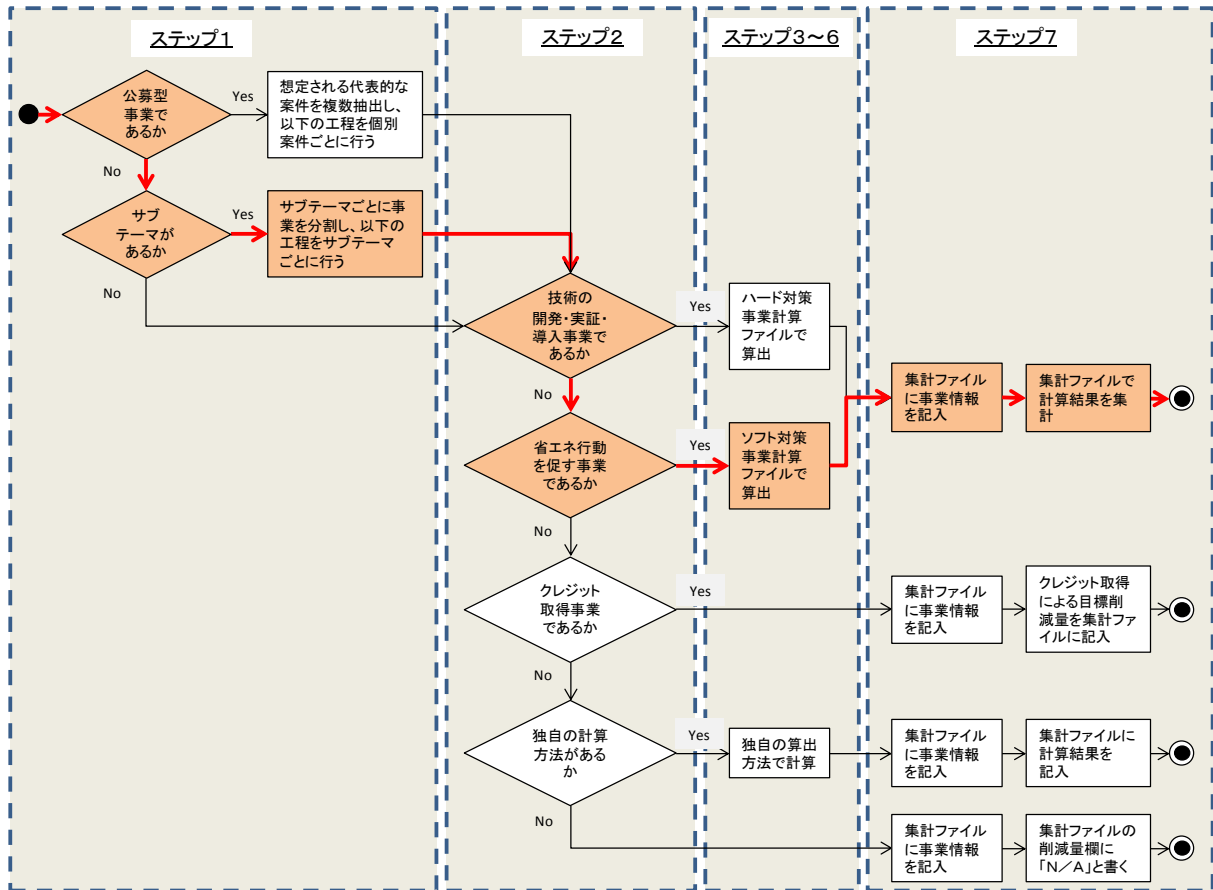 ステップ1
ステップ2
ステップ3～6
ステップ7
公募型
事業で
あるか
Yes
想定される代表的な
案件を複数抽出し、
以下の工程を個別
案件ごとに行う
No
サブ
テーマが
あるか
Yes
サブテーマごとに事
業を分割し、以下の
工程をサブテーマ
ごとに行う
No
技術の
開発・実証・
導入事業で
あるか
Yes
ハード対策
事業計算
ファイルで
算出
No
集計ファイル
に事業情報
を記入
集計ファイルで
計算結果を集
計
省エネ行動
を促す事業
であるか
Yes
ソフト対策
事業計算
ファイルで
算出
No
クレジット
取得事業
であるか
Yes
集計ファイル
に事業情報
を記入
クレジット取得
による目標削
減量を集計ファ
イルに記入
No
独自の計算
方法がある
か
Yes
独自の算出
方法で計算
集計ファイル
に事業情報
を記入
集計ファイルに
計算結果を
記入
No
集計ファイル
に事業情報
を記入
集計ファイルの
削減量欄に
「N／A」と書く